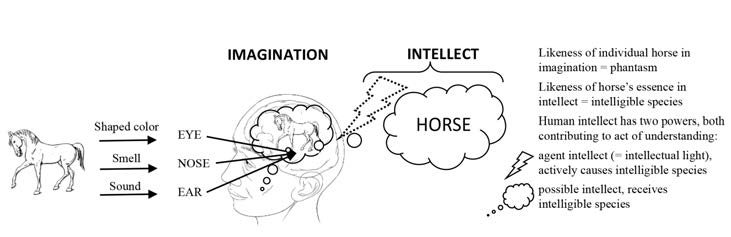 IMAGINATION
INTELLECT
Shaped color
Smell
Sound
EYE
NOSE
EAR
HORSE
Likeness of individual horse in
imagination = phantasm
Likeness of horse's essence in
intellect = intelligible species
Human intellect has two powers, both
contributing to act of understanding:
agent intellect (= intellectual light),
actively causes intelligible species
possible intellect, receives
intelligible species